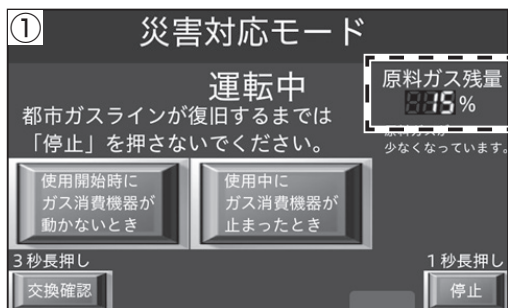 ①
災害対応モード
運転中
原料ガス残量
15%
都市ガスラインが復旧するまでは
「停止」を押さないでください。
少なくなっています。
使用開始時に
ガス消費機器が
動かないとき
使用中に
ガス消費機器が
止まったとき
3秒長押し
交換確認
1秒長押し
停止